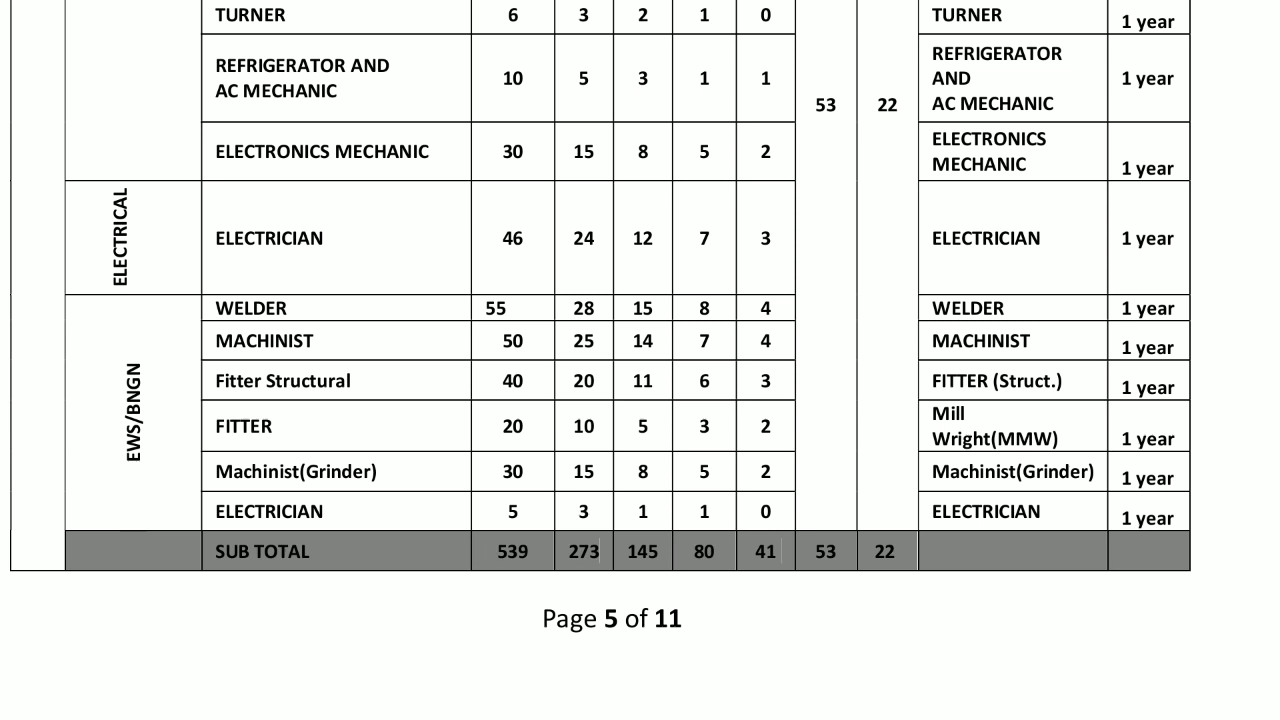 TURNER 6 3 2 1 0 TURNER 1 year
REFRIGERATOR AND
AC MECHANIC 10 5 3 1 1 53 22 REFRIGERATOR
AND
AC MECHANIC 1 year
ELECTRONICS MECHANIC 30 15 8 5 2 ELECTRONICS
MECHANIC 1 year
ELECTRICAL ELECTRICIAN 46 24 12 7 3 ELECTRICIAN 1 year
EWS/BNGN
WELDER 55 28 15 8 4 WELDER 1 year
MACHINIST 50 25 14 7 4 MACHINIST 1 year
Fitter Structural 40 20 11 6 3 FITTER (Struct.) 1 year
FITTER 20 10 5 3 2 Mill
Wright(MMW) 1 year
Machinist(Grinder) 30 15 8 5 2 Machinist(Grinder) 1 year
ELECTRICIAN 5 3 1 1 0 ELECTRICIAN 1 year
SUB TOTAL 539 273 145 80 41 53 22
Page 5 of 11